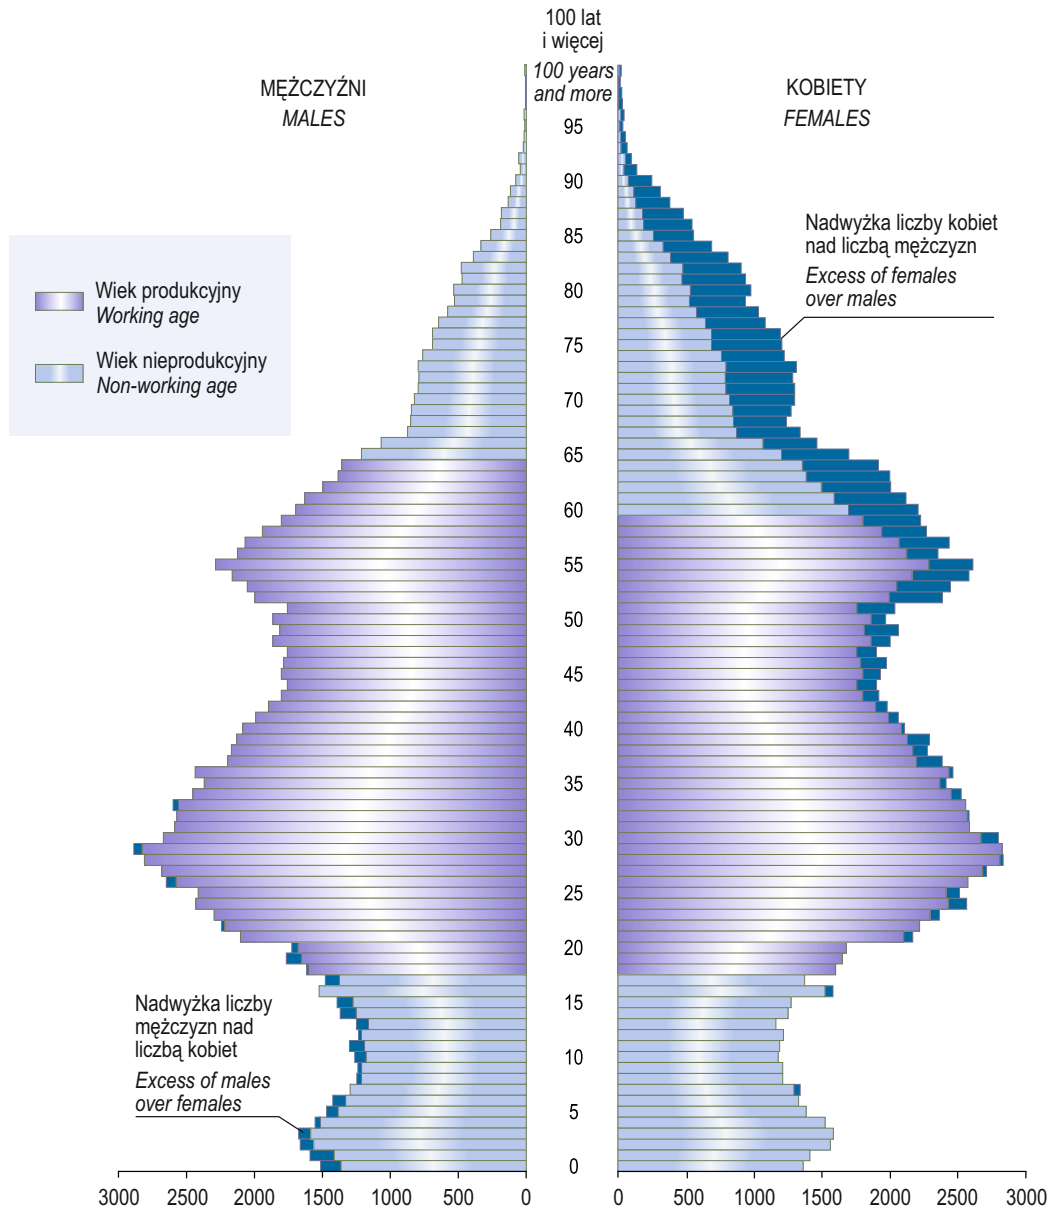 100 lat
i więcej
100 years
and more
MĘŻCZYŹNI
MALES
KOBIETY
FEMALES
95
90
85
80
75
70
65
60
55
50
45
40
35
30
25
20
15
10
5
0
Nadwyżka liczby kobiet
nad liczbą mężczyzn
Excess of females
over males
Wiek produkcyjny
Working age
Wiek nieprodukcyjny
Non-working age
Nadwyżka liczby
mężczyzn nad
liczbą kobiet
Excess of males
over females
3000 2500 2000 1500 1000 500 0
0 500 1000 1500 2000 2500 3000